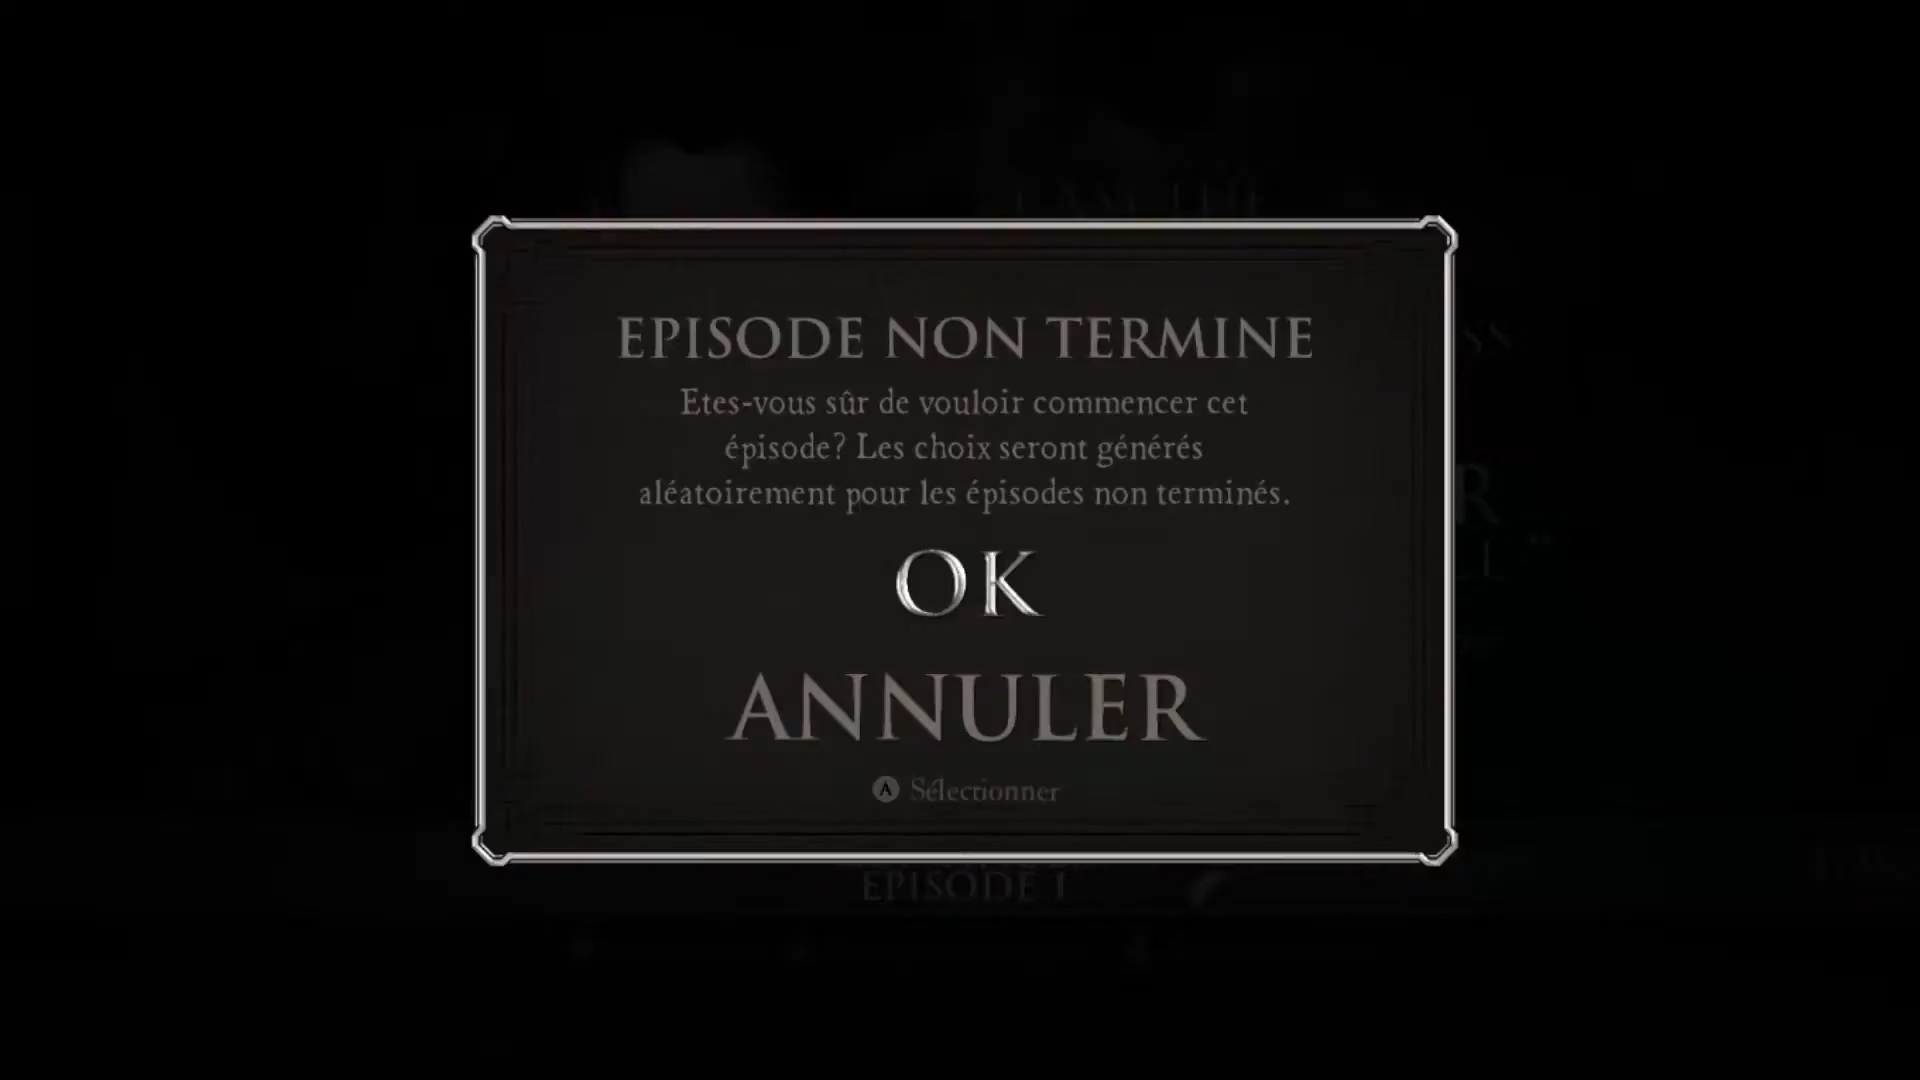 EPISODE NON TERMINE
Etes-vous sûr de vouloir commencer cet
épisode? Les choix seront générés
aléatoirement pour les épisodes non terminés.
OK
ANNULER
A Sélectionner
EPISODE 1